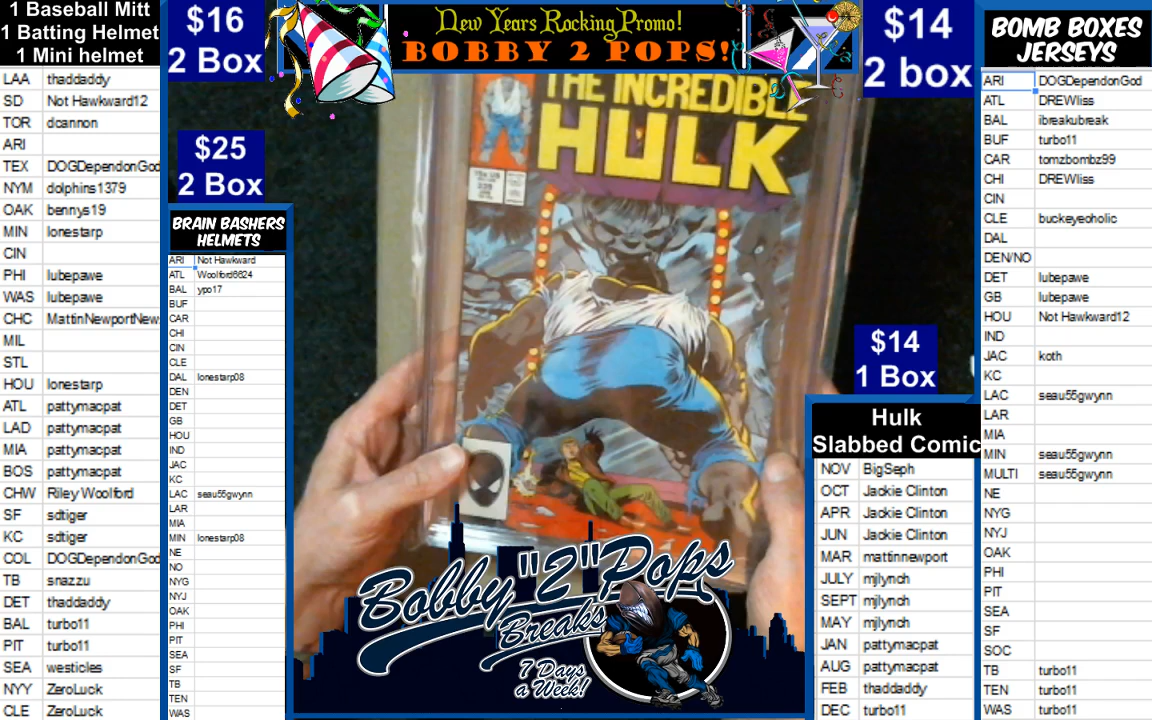 1 Baseball Mitt
1 Batting Helmet
1 Mini helmet
LAA thaddaddy
SD Not Hawkward12
TOR dcannon
ARI
TEX DOGDependonGod
NYM dolphins1379
OAK bennys19
MIN lonestarp
CIN
PHI lubepawe
WAS lubepawe
CHC MattinNewportNews
MIL
STL
HOU lonestarp
ATL pattymacpat
LAD pattymacpat
MIA pattymacpat
BOS pattymacpat
CHW Riley Woolford
SF sdtiger
KC sdtiger
COL DOGDependonGod
TB snazzu
DET thaddaddy
BAL turbo11
PIT turbo11
SEA westicles
NYY ZeroLuck
CLE ZeroLuck
$16
2 Box
$25
2 Box
BRAIN BASHERS
HELMETS
ARI Not Hawkward
ATL Woolford6624
BAL ypo17
BUF
CAR
CHI
CIN
CLE
DAL lonestarp08
DEN
DET
GB
HOU
IND
JAC
KC
LAC seau55gwynn
LAR
MIA
MIN lonestarp08
NE
NO
NYG
NYJ
OAK
PHI
PIT
SEA
SF
TB
TEN
WAS
New Years Rocking Promo!
BOBBY 2 POPS!
THE INCREDIBLE
HULK
Bobby "2" Pops
Breaks
7 Days
a Week!
$14
2 box
$14
1 Box
Hulk
Slabbed Comic
NOV BigSeph
OCT Jackie Clinton
APR Jackie Clinton
JUN Jackie Clinton
MAR mattinnewport
JULY mjlynch
SEPT mjlynch
MAY mjlynch
JAN pattymacpat
AUG pattymacpat
FEB thaddaddy
DEC turbo11
BOMB BOXES
JERSEYS
ARI DOGDependonGod
ATL DREWliss
BAL ibreakubreak
BUF turbo11
CAR tomzbombz99
CHI DREWliss
CIN
CLE buckeyeoholic
DAL
DEN/NO
DET lubepawe
GB lubepawe
HOU Not Hawkward12
IND
JAC koth
KC
LAC seau55gwynn
LAR
MIA
MIN seau55gwynn
MULTI seau55gwynn
NE
NYG
NYJ
OAK
PHI
PIT
SEA
SF
SOC
TB turbo11
TEN turbo11
WAS turbo11